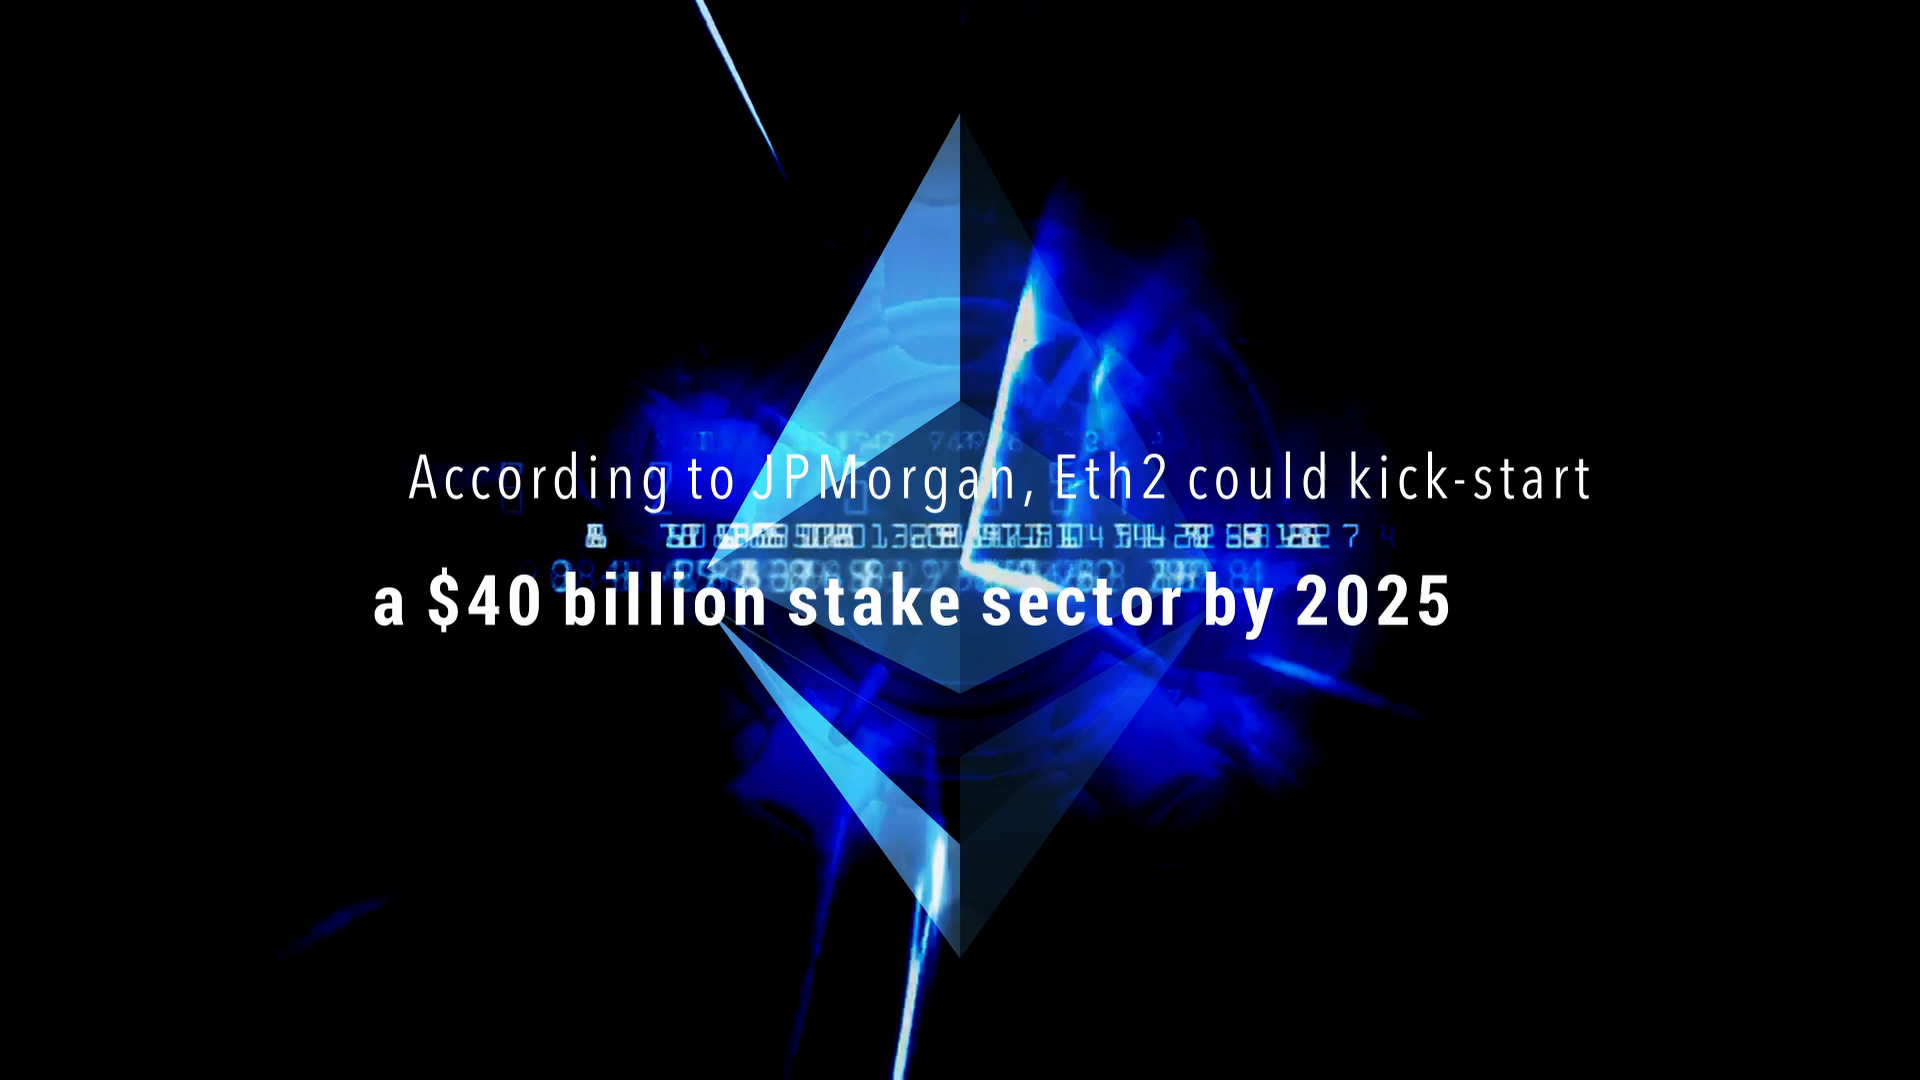 According to JPMorgan, Eth2 could kick-start
a $40 billion stake sector by 2025